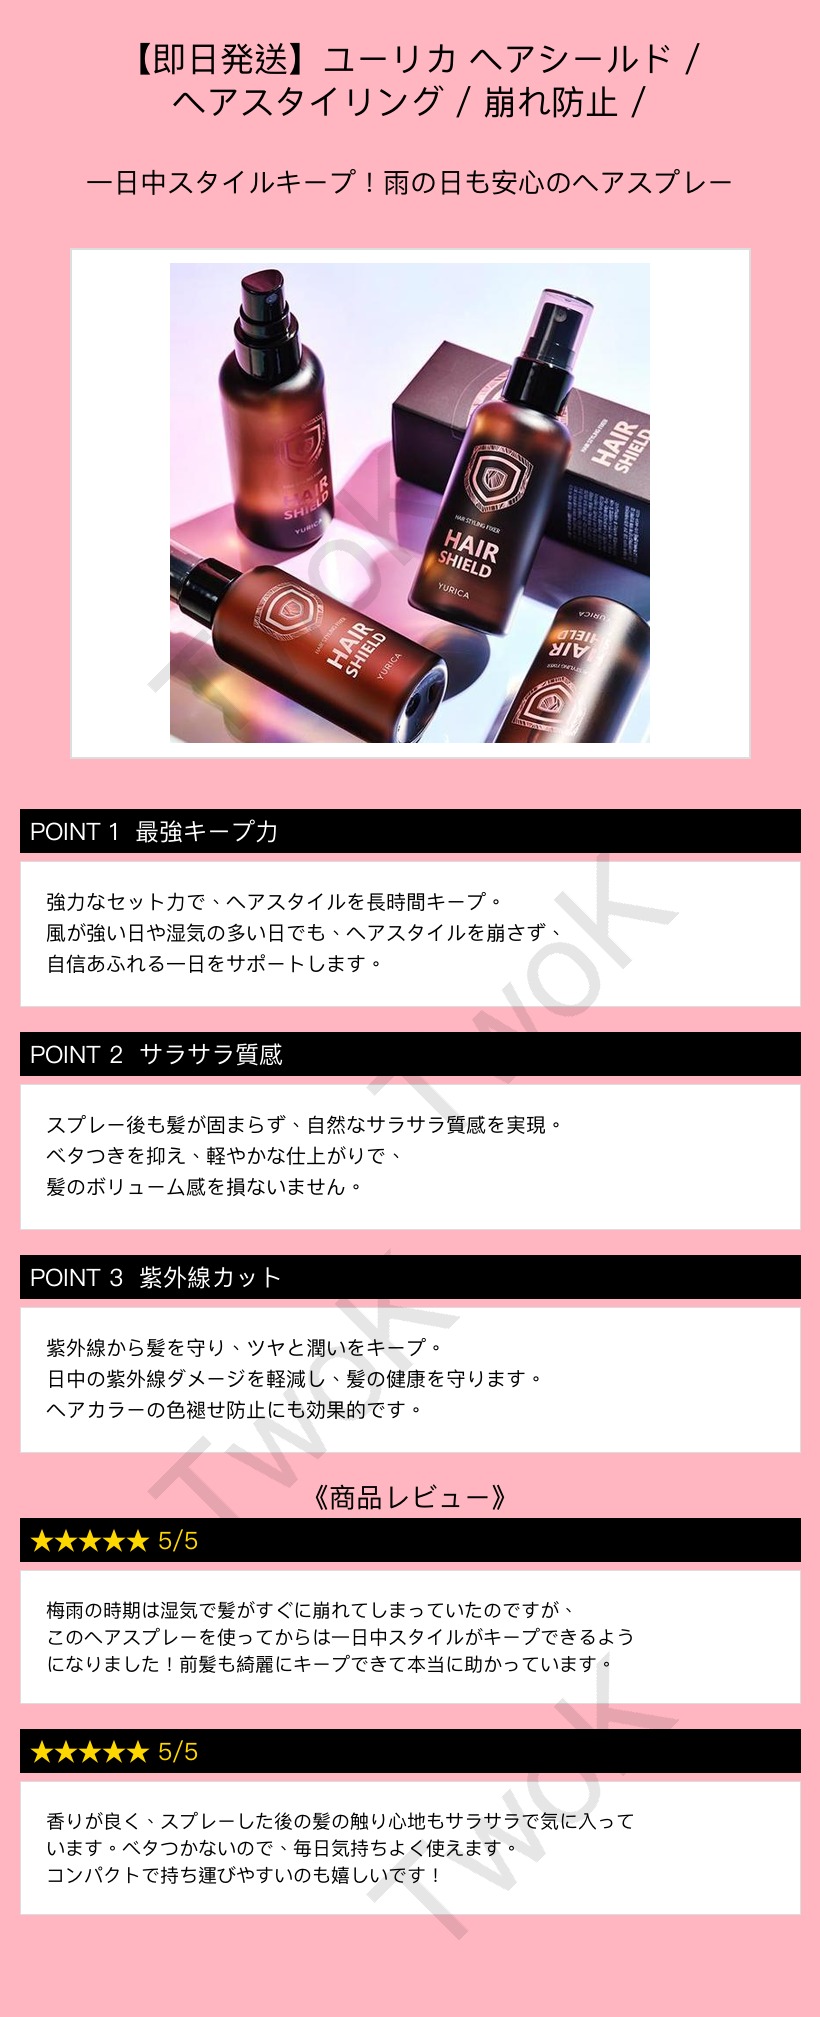 【即日発送】ユーリカ ヘアシールド /
ヘアスタイリング / 崩れ防止 /
一日中スタイルキープ！雨の日も安心のヘアスプレー
HAIR
SHIELD
YURICA
HAIR STYLING FIXER
HAIR
SHIELD
YURICA
HAIR STYLING FIXER
HAIR
SHIELD
HAIR STYLING FIXER
HAIR
SHIELD
YURICA
YURICA
SHIELD
HAIR
STYLING FIXER
TwoK
POINT 1 最強キープ力
強力なセット力で、ヘアスタイルを長時間キープ。
風が強い日や湿気の多い日でも、ヘアスタイルを崩さず、
自信あふれる一日をサポートします。
TwoK
POINT 2 サラサラ質感
スプレー後も髪が固まらず、自然なサラサラ質感を実現。
ベタつきを抑え、軽やかな仕上がりで、
髪のボリューム感を損ないません。
POINT 3 紫外線カット
紫外線から髪を守り、ツヤと潤いをキープ。
日中の紫外線ダメージを軽減し、髪の健康を守ります。
ヘアカラーの色褪せ防止にも効果的です。
TwoK
《商品レビュー》
★★★★★ 5/5
梅雨の時期は湿気で髪がすぐに崩れてしまっていたのですが、
このヘアスプレーを使ってからは一日中スタイルがキープできるよう
になりました！前髪も綺麗にキープできて本当に助かっています。
★★★★★ 5/5
香りが良く、スプレーした後の髪の触り心地もサラサラで気に入って
います。ベタつかないので、毎日気持ちよく使えます。
コンパクトで持ち運びやすいのも嬉しいです！
TwoK